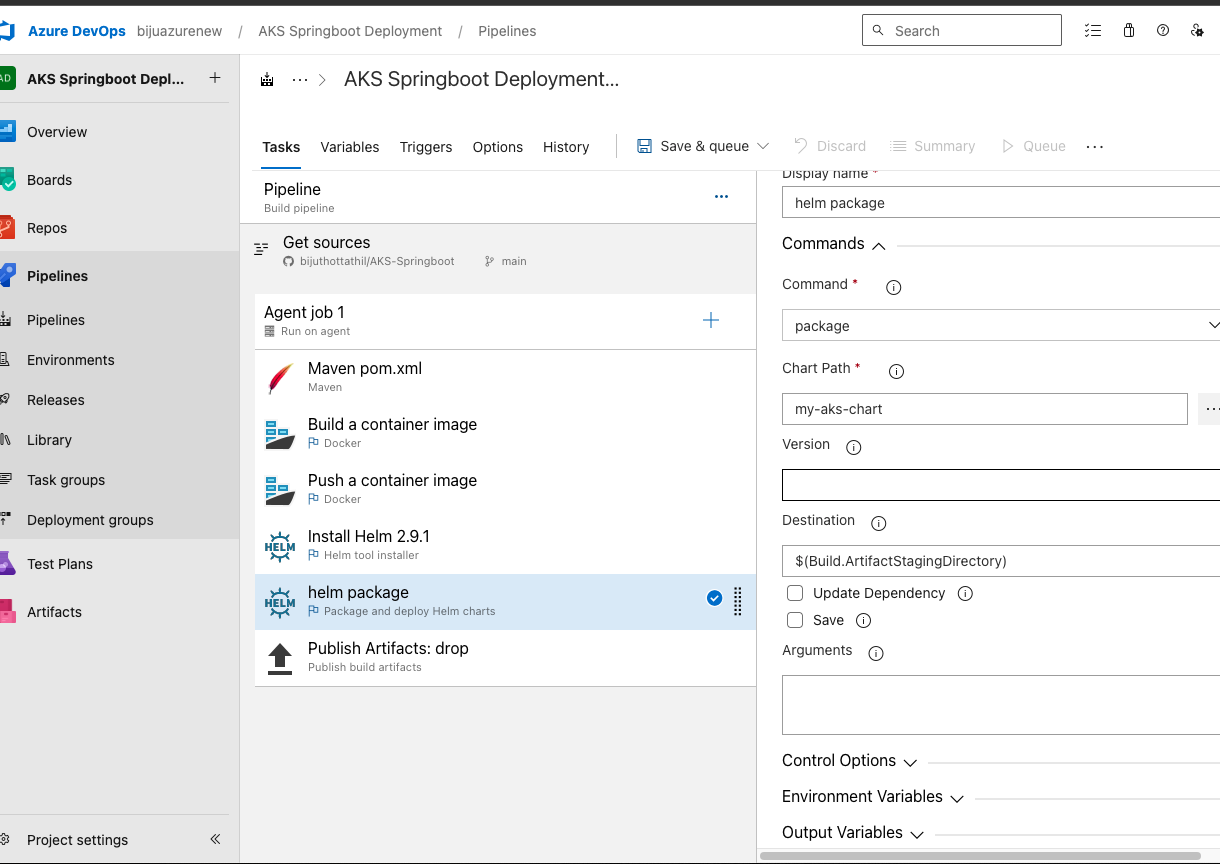 Azure DevOps bijuazurenew / AKS Springboot Deployment / Pipelines
Search
AD AKS Springboot Depl... +
... > AKS Springboot Deployment...
Overview
Boards
Repos
Pipelines
Pipelines
Environments
Releases
Library
Task groups
Deployment groups
Test Plans
Artifacts
Project settings
Tasks Variables Triggers Options History Save & queue Discard Summary Queue ...
Pipeline
Build pipeline
Get sources
bijuthottathil/AKS-Springboot main
Agent job 1
Run on agent
Maven pom.xml
Maven
Build a container image
Docker
Push a container image
Docker
Install Helm 2.9.1
HELM
Helm tool installer
helm package
HELM
Package and deploy Helm charts
Publish Artifacts: drop
Publish build artifacts
Display name *
helm package
Commands
Command *
package
Chart Path *
my-aks-chart
Version
Destination
$(Build.ArtifactStagingDirectory)
Update Dependency
Save
Arguments
Control Options
Environment Variables
Output Variables